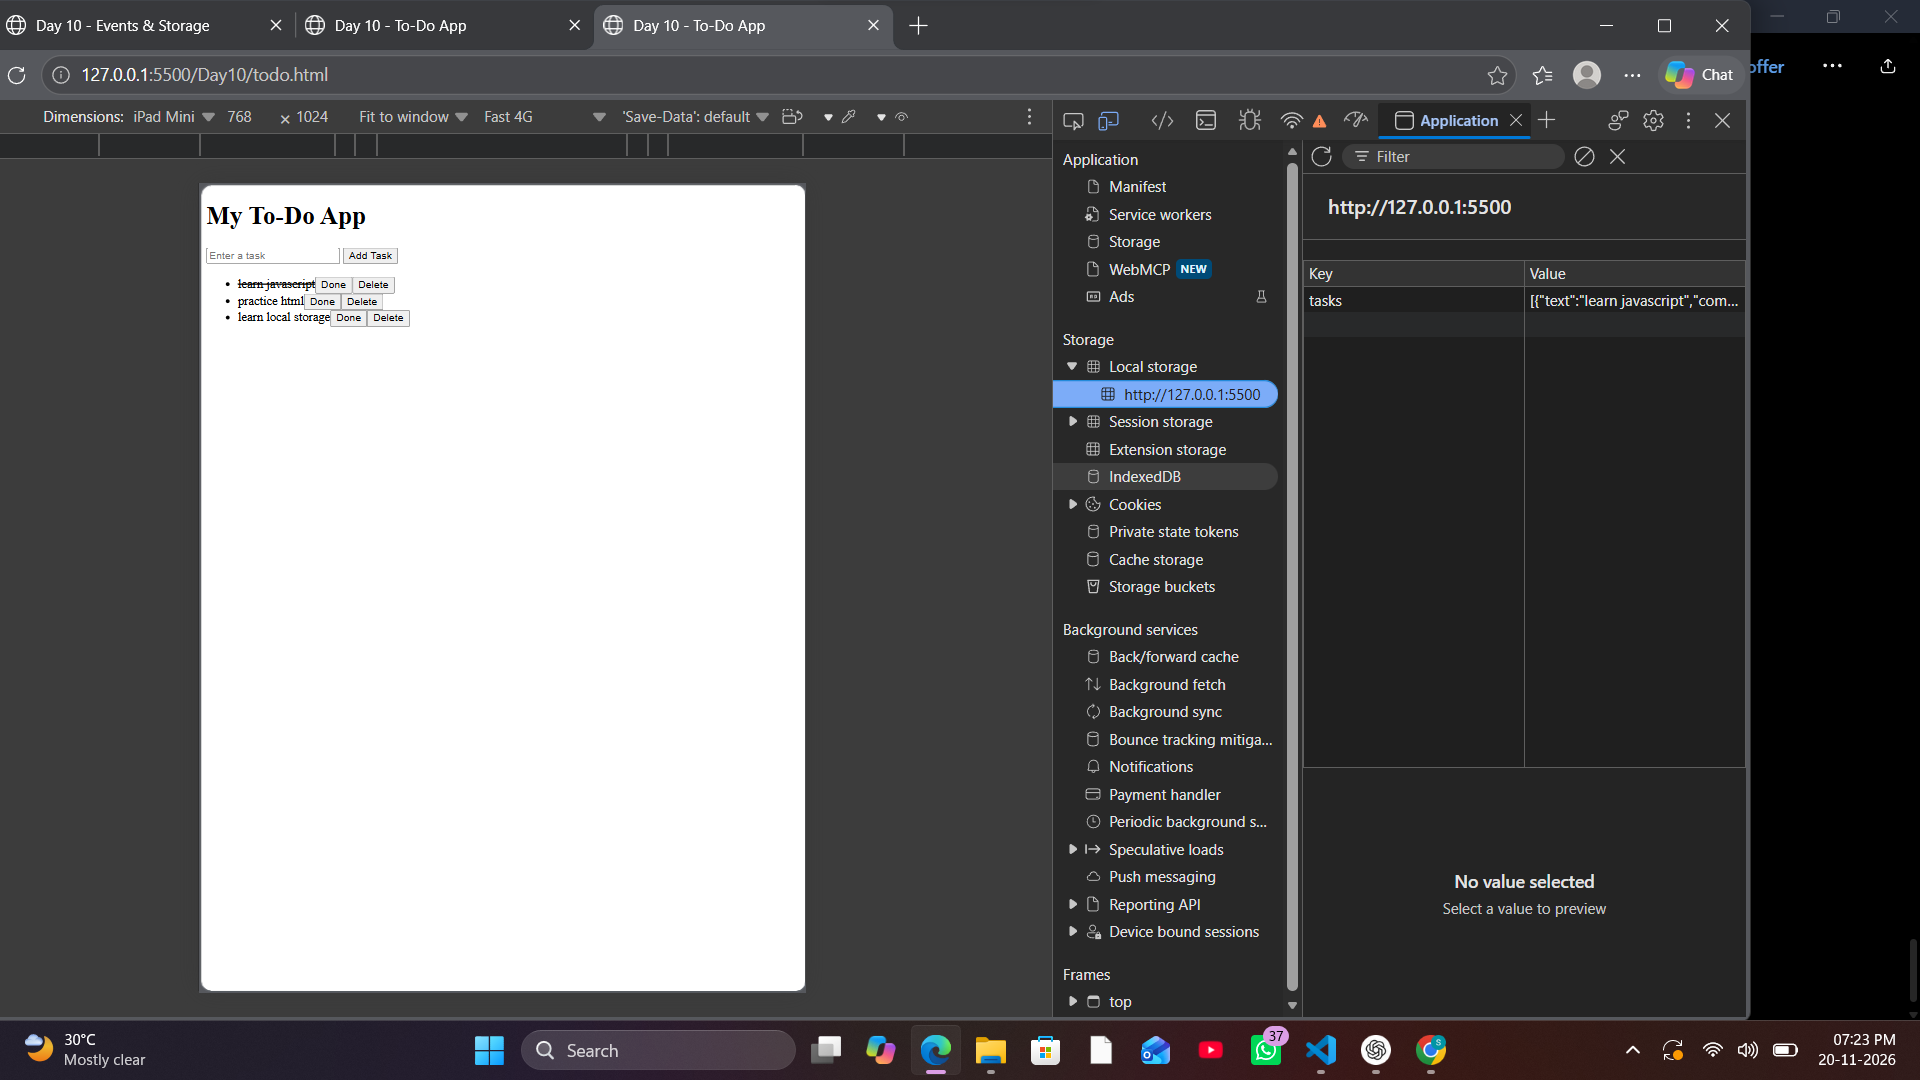 Day 10 - Events & Storage
Day 10 - To-Do App
Day 10 - To-Do App
127.0.0.1:5500/Day10/todo.html
Chat
offer
Dimensions: iPad Mini 768 × 1024 Fit to window Fast 4G 'Save-Data': default
Application
My To-Do App
Enter a task Add Task
learn javascript Done Delete
practice html Done Delete
learn local storage Done Delete
Application
Manifest
Service workers
Storage
WebMCP NEW
Ads
Storage
Local storage
http://127.0.0.1:5500
Session storage
Extension storage
IndexedDB
Cookies
Private state tokens
Cache storage
Storage buckets
Background services
Back/forward cache
Background fetch
Background sync
Bounce tracking mitiga...
Notifications
Payment handler
Periodic background s...
Speculative loads
Push messaging
Reporting API
Device bound sessions
Frames
top
Filter
http://127.0.0.1:5500
Key Value
tasks [{"text":"learn javascript","com...
No value selected
Select a value to preview
30°C
Mostly clear
Search
37
S
07:23 PM
20-11-2026